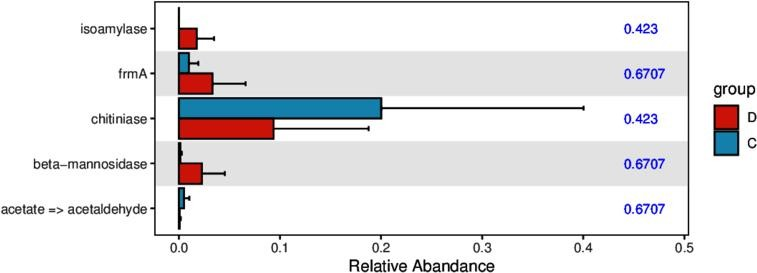 isoamylase
0.423
frmA
0.6707
chitiniase
0.423
beta−mannosidase
0.6707
acetate => acetaldehyde
0.6707
0.0 0.1 0.2 0.3 0.4 0.5
Relative Abandance
group
D
C